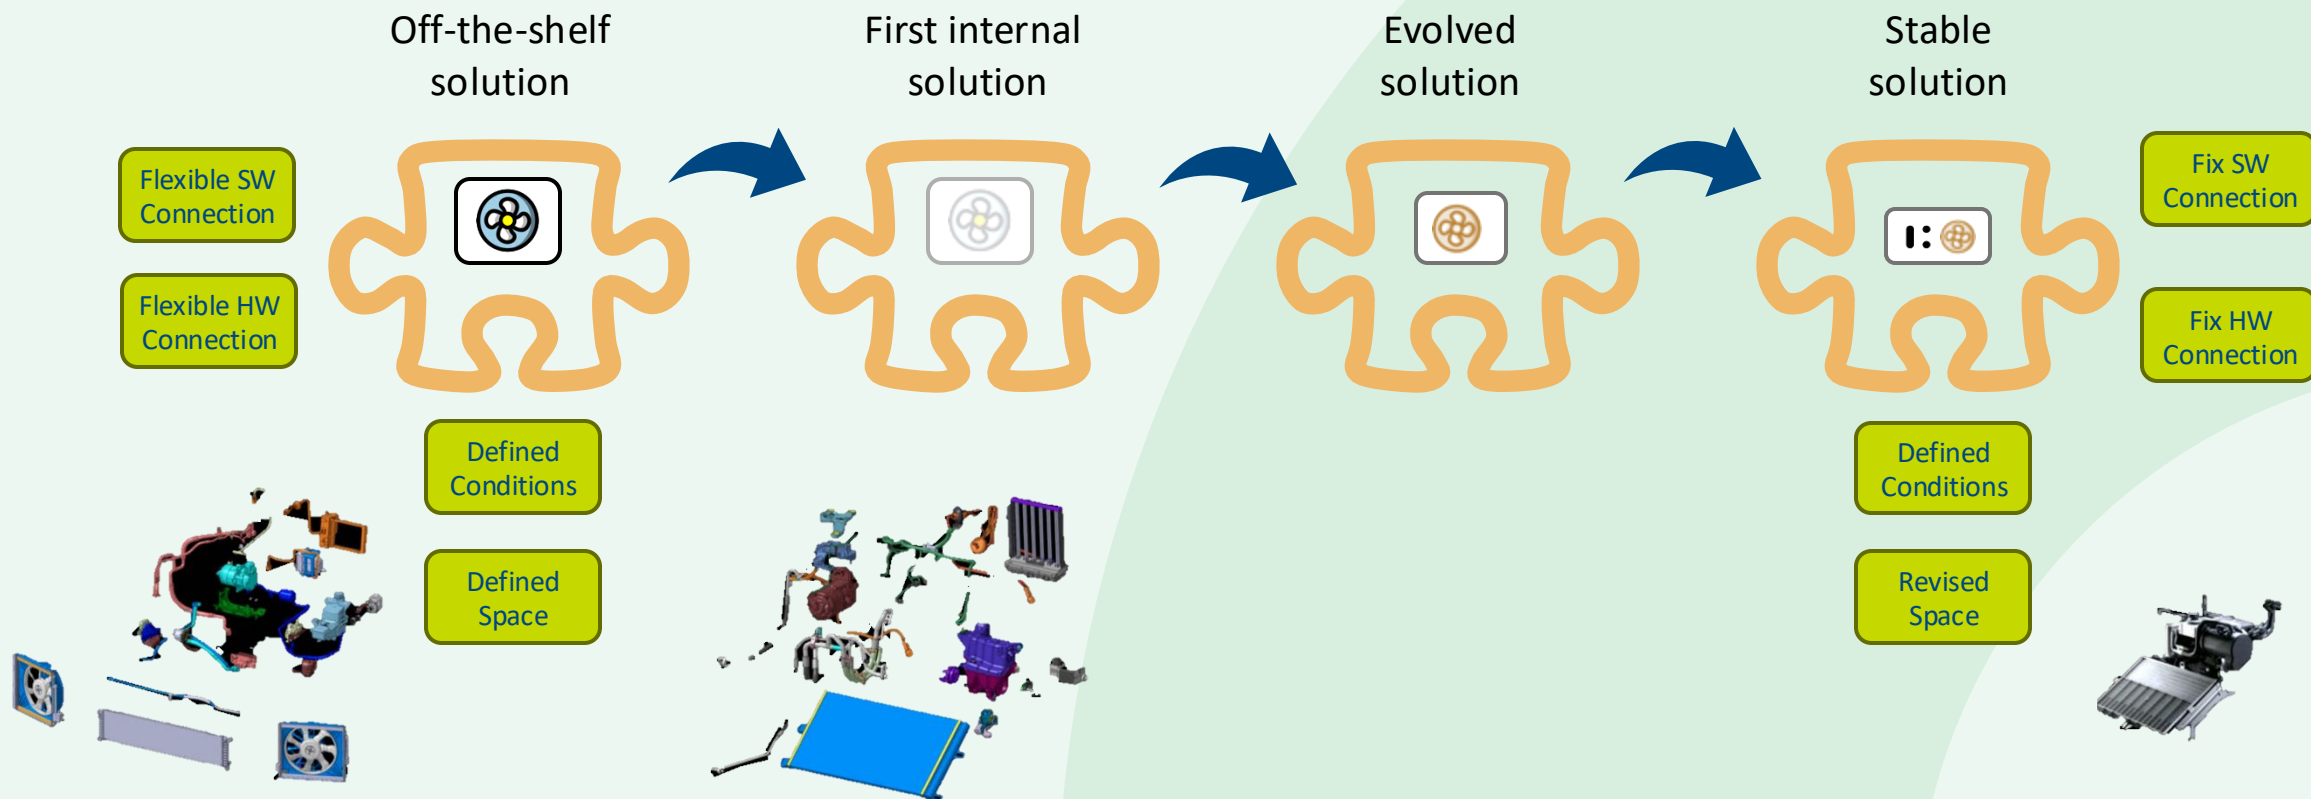 Off-the-shelf
solution
First internal
solution
Evolved
solution
Stable
solution
Flexible SW
Connection
Flexible HW
Connection
Defined
Conditions
Defined
Space
1:
Fix SW
Connection
Fix HW
Connection
Defined
Conditions
Revised
Space